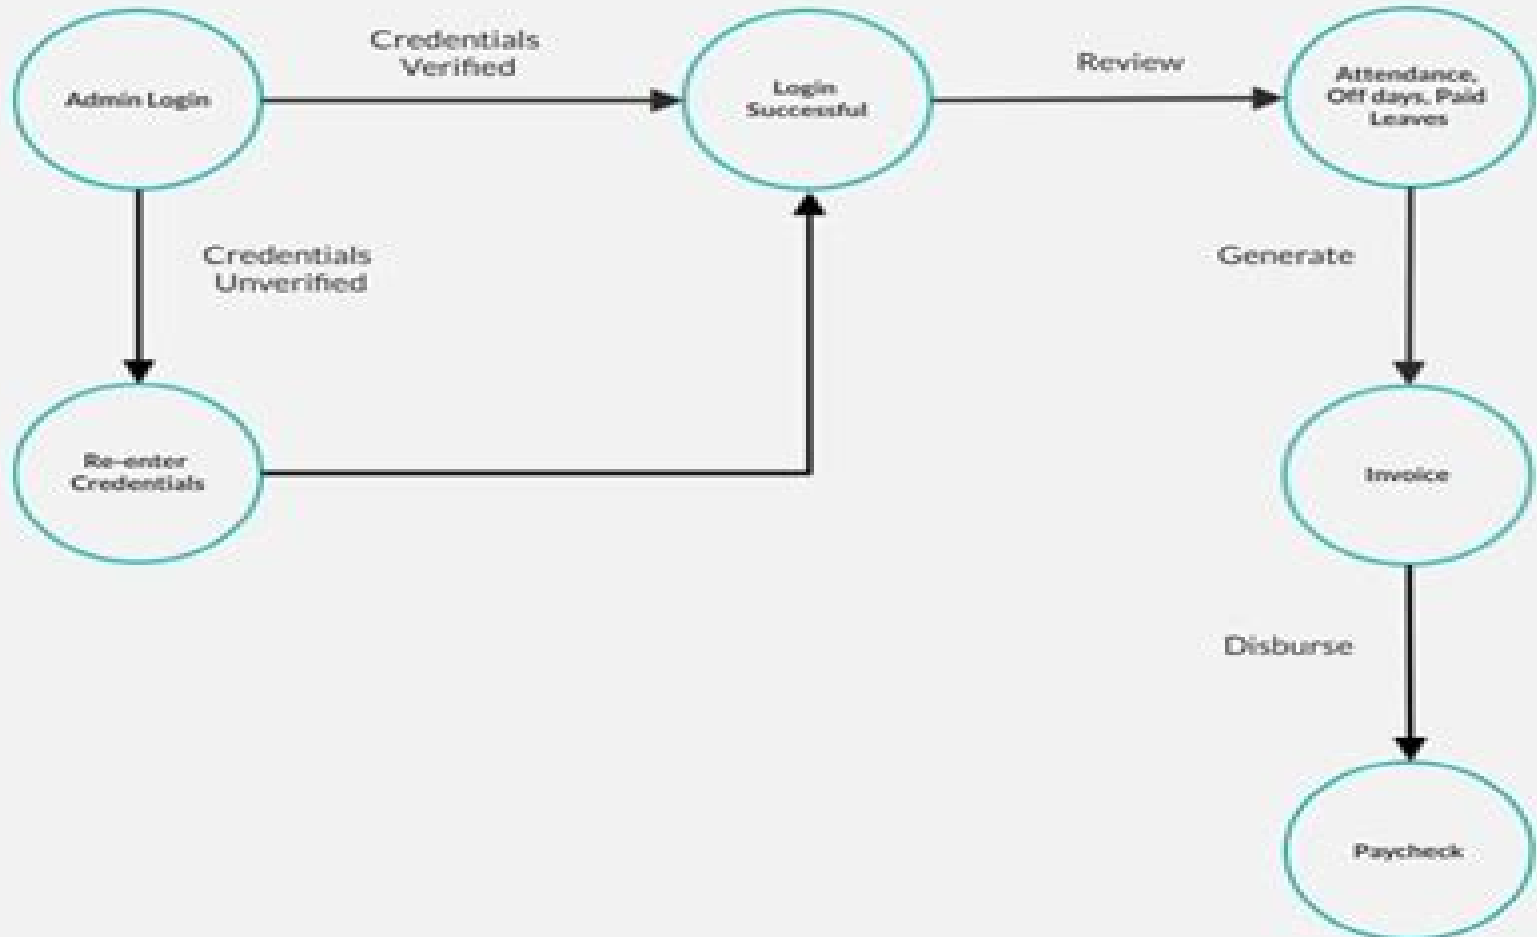 Admin Login
Credentials
Verified
Login
Successful
Review
Attendance,
Off days, Paid
Leaves
Credentials
Unverified
Generate
Re-enter
Credentials
Invoice
Disburse
Paycheck